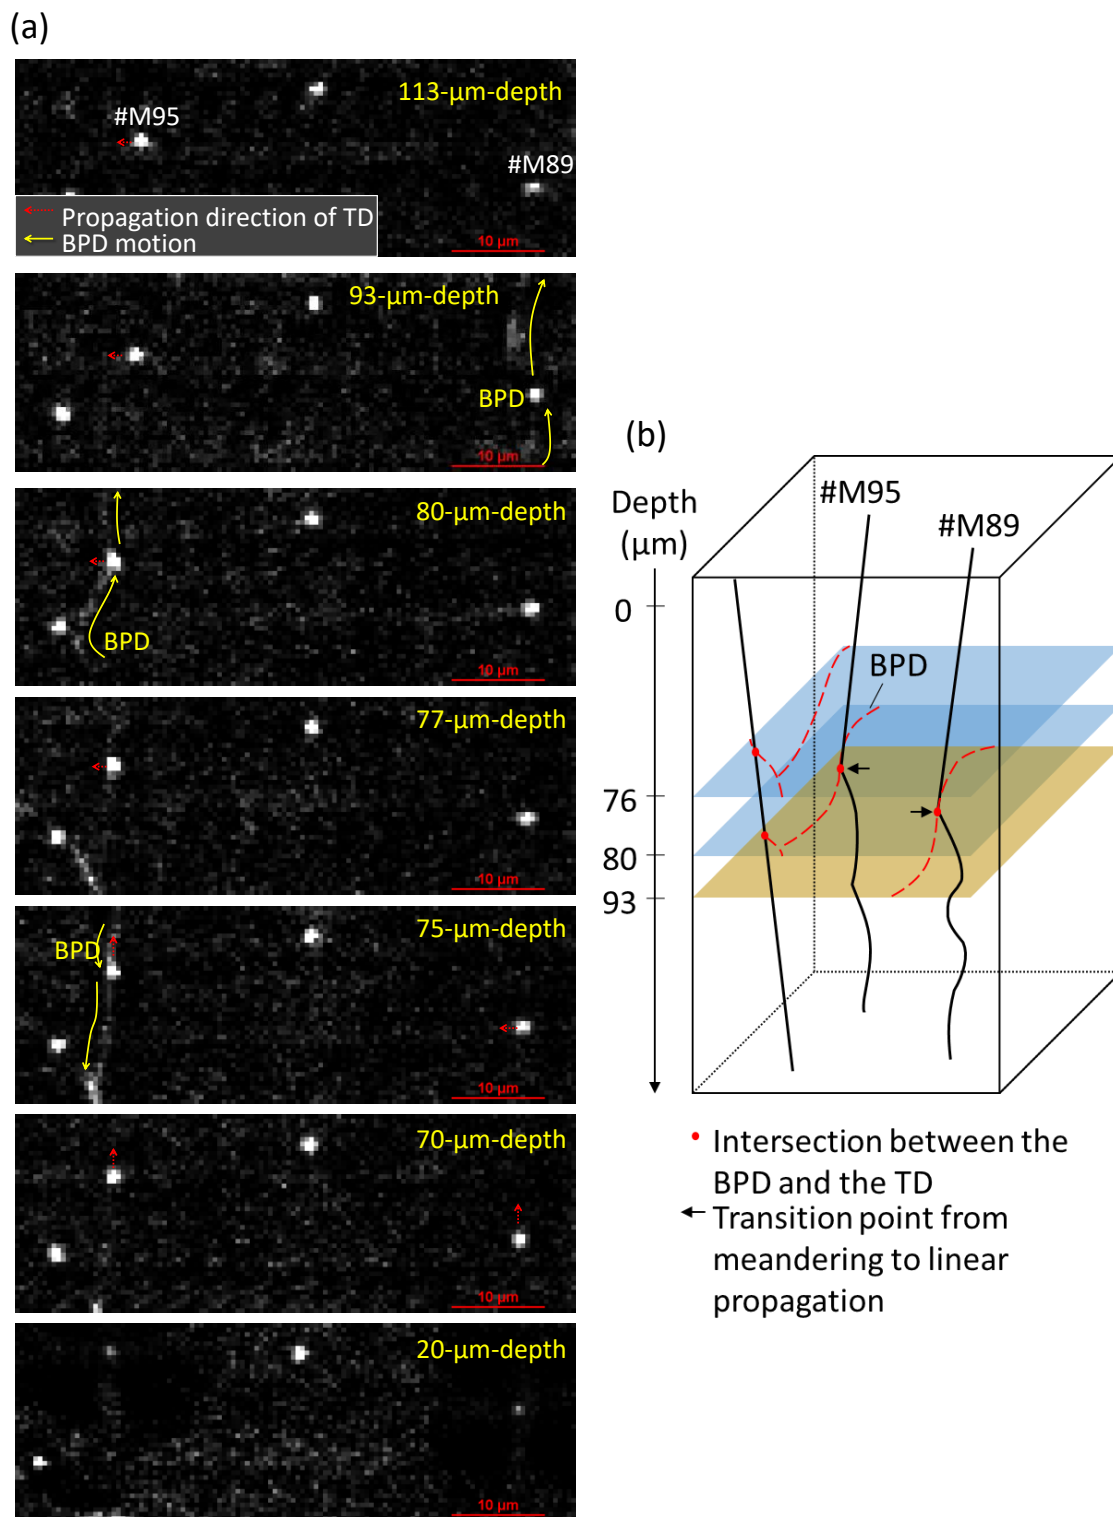 (a)
113-µm-depth
#M95
#M89
Propagation direction of TD
BPD motion
10 µm
93-µm-depth
BPD
10 µm
80-µm-depth
BPD
10 µm
77-µm-depth
10 µm
75-µm-depth
BPD
10 µm
70-µm-depth
10 µm
20-µm-depth
10 µm
(b)
Depth
(µm)
#M95
#M89
0
BPD
76
80
93
Intersection between the
BPD and the TD
Transition point from
meandering to linear
propagation